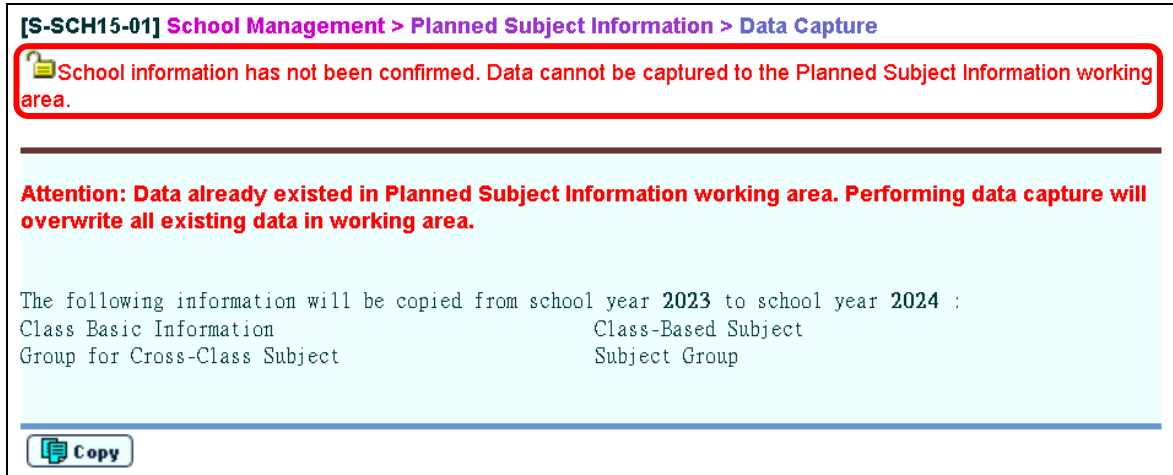 [S-SCH15-01] School Management > Planned Subject Information > Data Capture
School information has not been confirmed. Data cannot be captured to the Planned Subject Information working
area.
Attention: Data already existed in Planned Subject Information working area. Performing data capture will
overwrite all existing data in working area.
The following information will be copied from school year 2023 to school year 2024 :
Class Basic Information Class-Based Subject
Group for Cross-Class Subject Subject Group
Copy